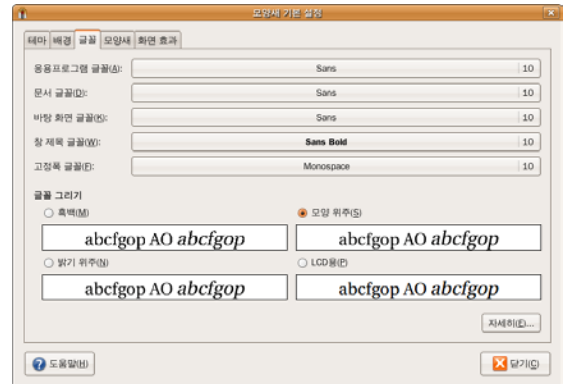 모양새 기본 설정
테마 배경 글꼴 모양새 화면 효과
응용프로그램 글꼴(A): Sans 10
문서 글꼴(D): Sans 10
바탕 화면 글꼴(K): Sans 10
창 제목 글꼴(W): Sans Bold 10
고정폭 글꼴(F): Monospace 10
글꼴 그리기
흑백(M) 모양 위주(S)
abcfgop AO abcfgop abcfgop AO abcfgop
밝기 위주(N) LCD용(P)
abcfgop AO abcfgop abcfgop AO abcfgop
자세히(E)...
도움말(H) 닫기(C)